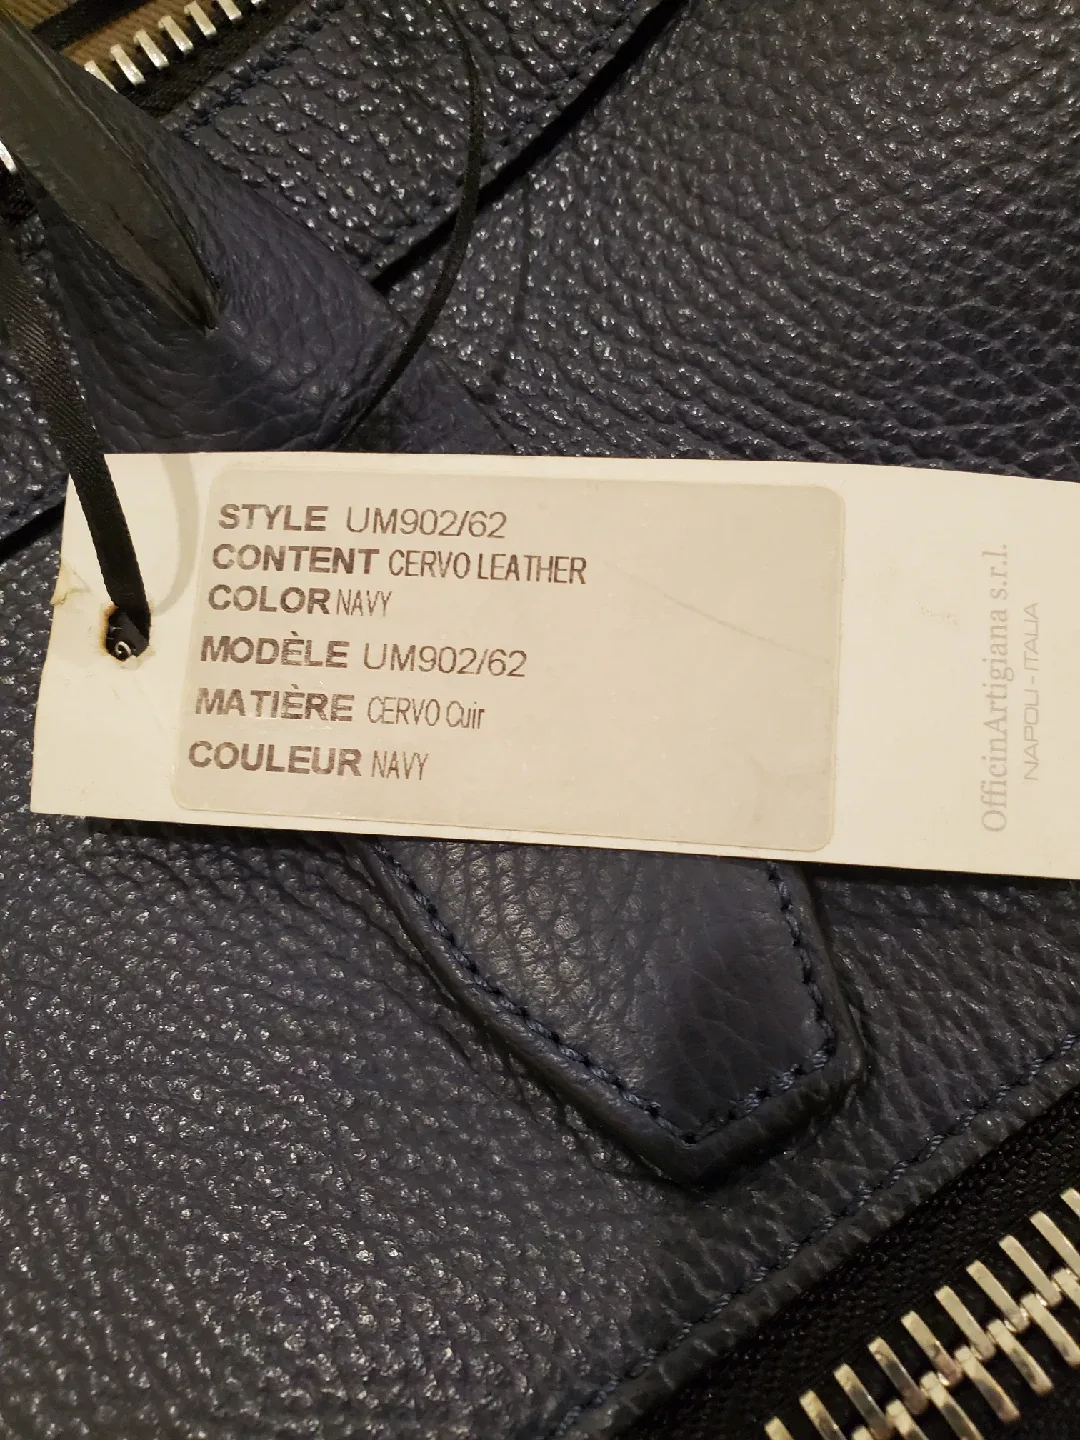 STYLE UM902/62
CONTENT CERVO LEATHER
COLOR NAVY
MODÈLE UM902/62
MATIÈRE CERVO Cuir
COULEUR NAVY
OfficinArtigiana s.r.l.
NAPOLI - ITALIA